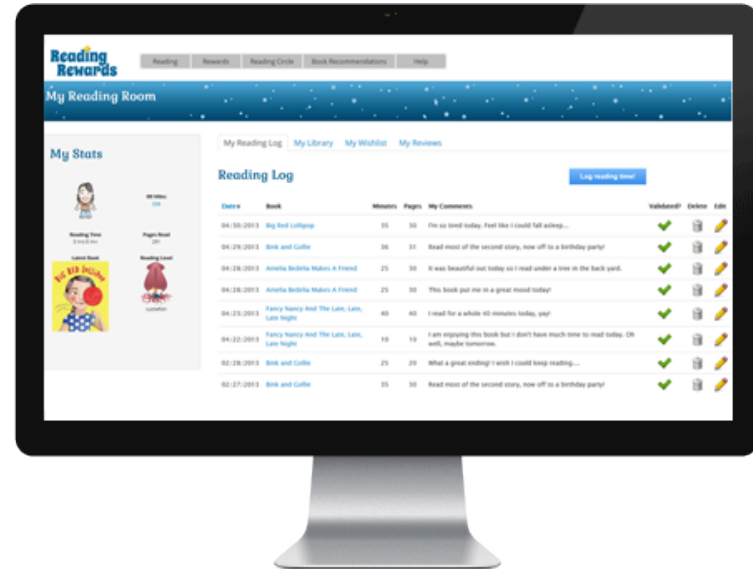 Reading
Rewards
Reading Rewards Reading Circle Book Recommendations Help
My Reading Room
My Stats
RR Miles
Reading Time Pages Read
281
Latest Book Reading Level
BIG RED Lollipop
My Reading Log My Library My Wishlist My Reviews
Reading Log Log reading time!
Date Book Minutes Pages My Comments Validated? Delete Edit
04/30/2013 Big Red Lollipop 35 30 I'm so tired today. Feel like I could fall asleep...
04/29/2013 Bink and Gollie 36 31 Read most of the second story, now off to a birthday party!
04/28/2013 Amelia Bedelia Makes A Friend 25 30 It was beautiful out today so I read under a tree in the back yard.
04/28/2013 Amelia Bedelia Makes A Friend 25 30 This book put me in a great mood today!
04/23/2013 Fancy Nancy And The Late, Late, 40 40 I read for a whole 40 minutes today, yay!
Late Night
04/22/2013 Fancy Nancy And The Late, Late, 10 10 I am enjoying this book but I don't have much time to read today. Oh
Late Night well, maybe tomorrow.
02/28/2013 Bink and Gollie 25 20 What a great ending! I wish I could keep reading....
02/27/2013 Bink and Gollie 35 30 Read most of the second story, now off to a birthday party!